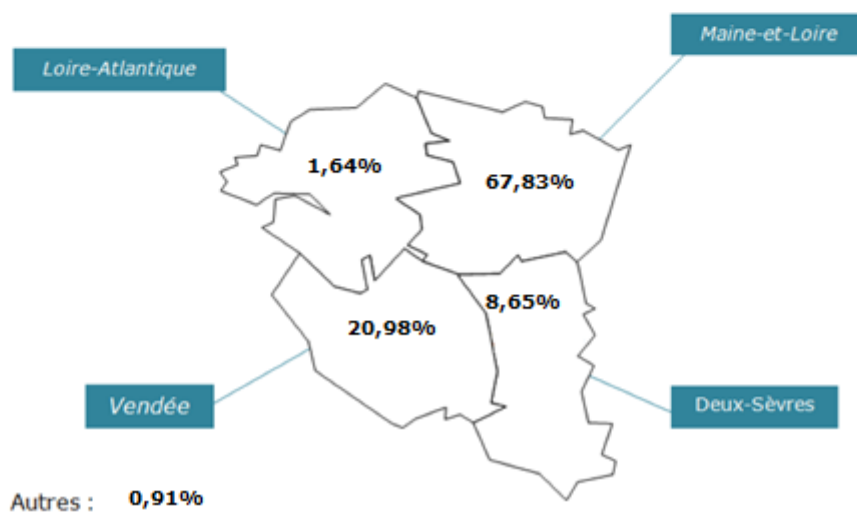 Maine-et-Loire
Loire-Atlantique
1,64%
67,83%
8,65%
20,98%
Vendée
Deux-Sèvres
Autres : 0,91%